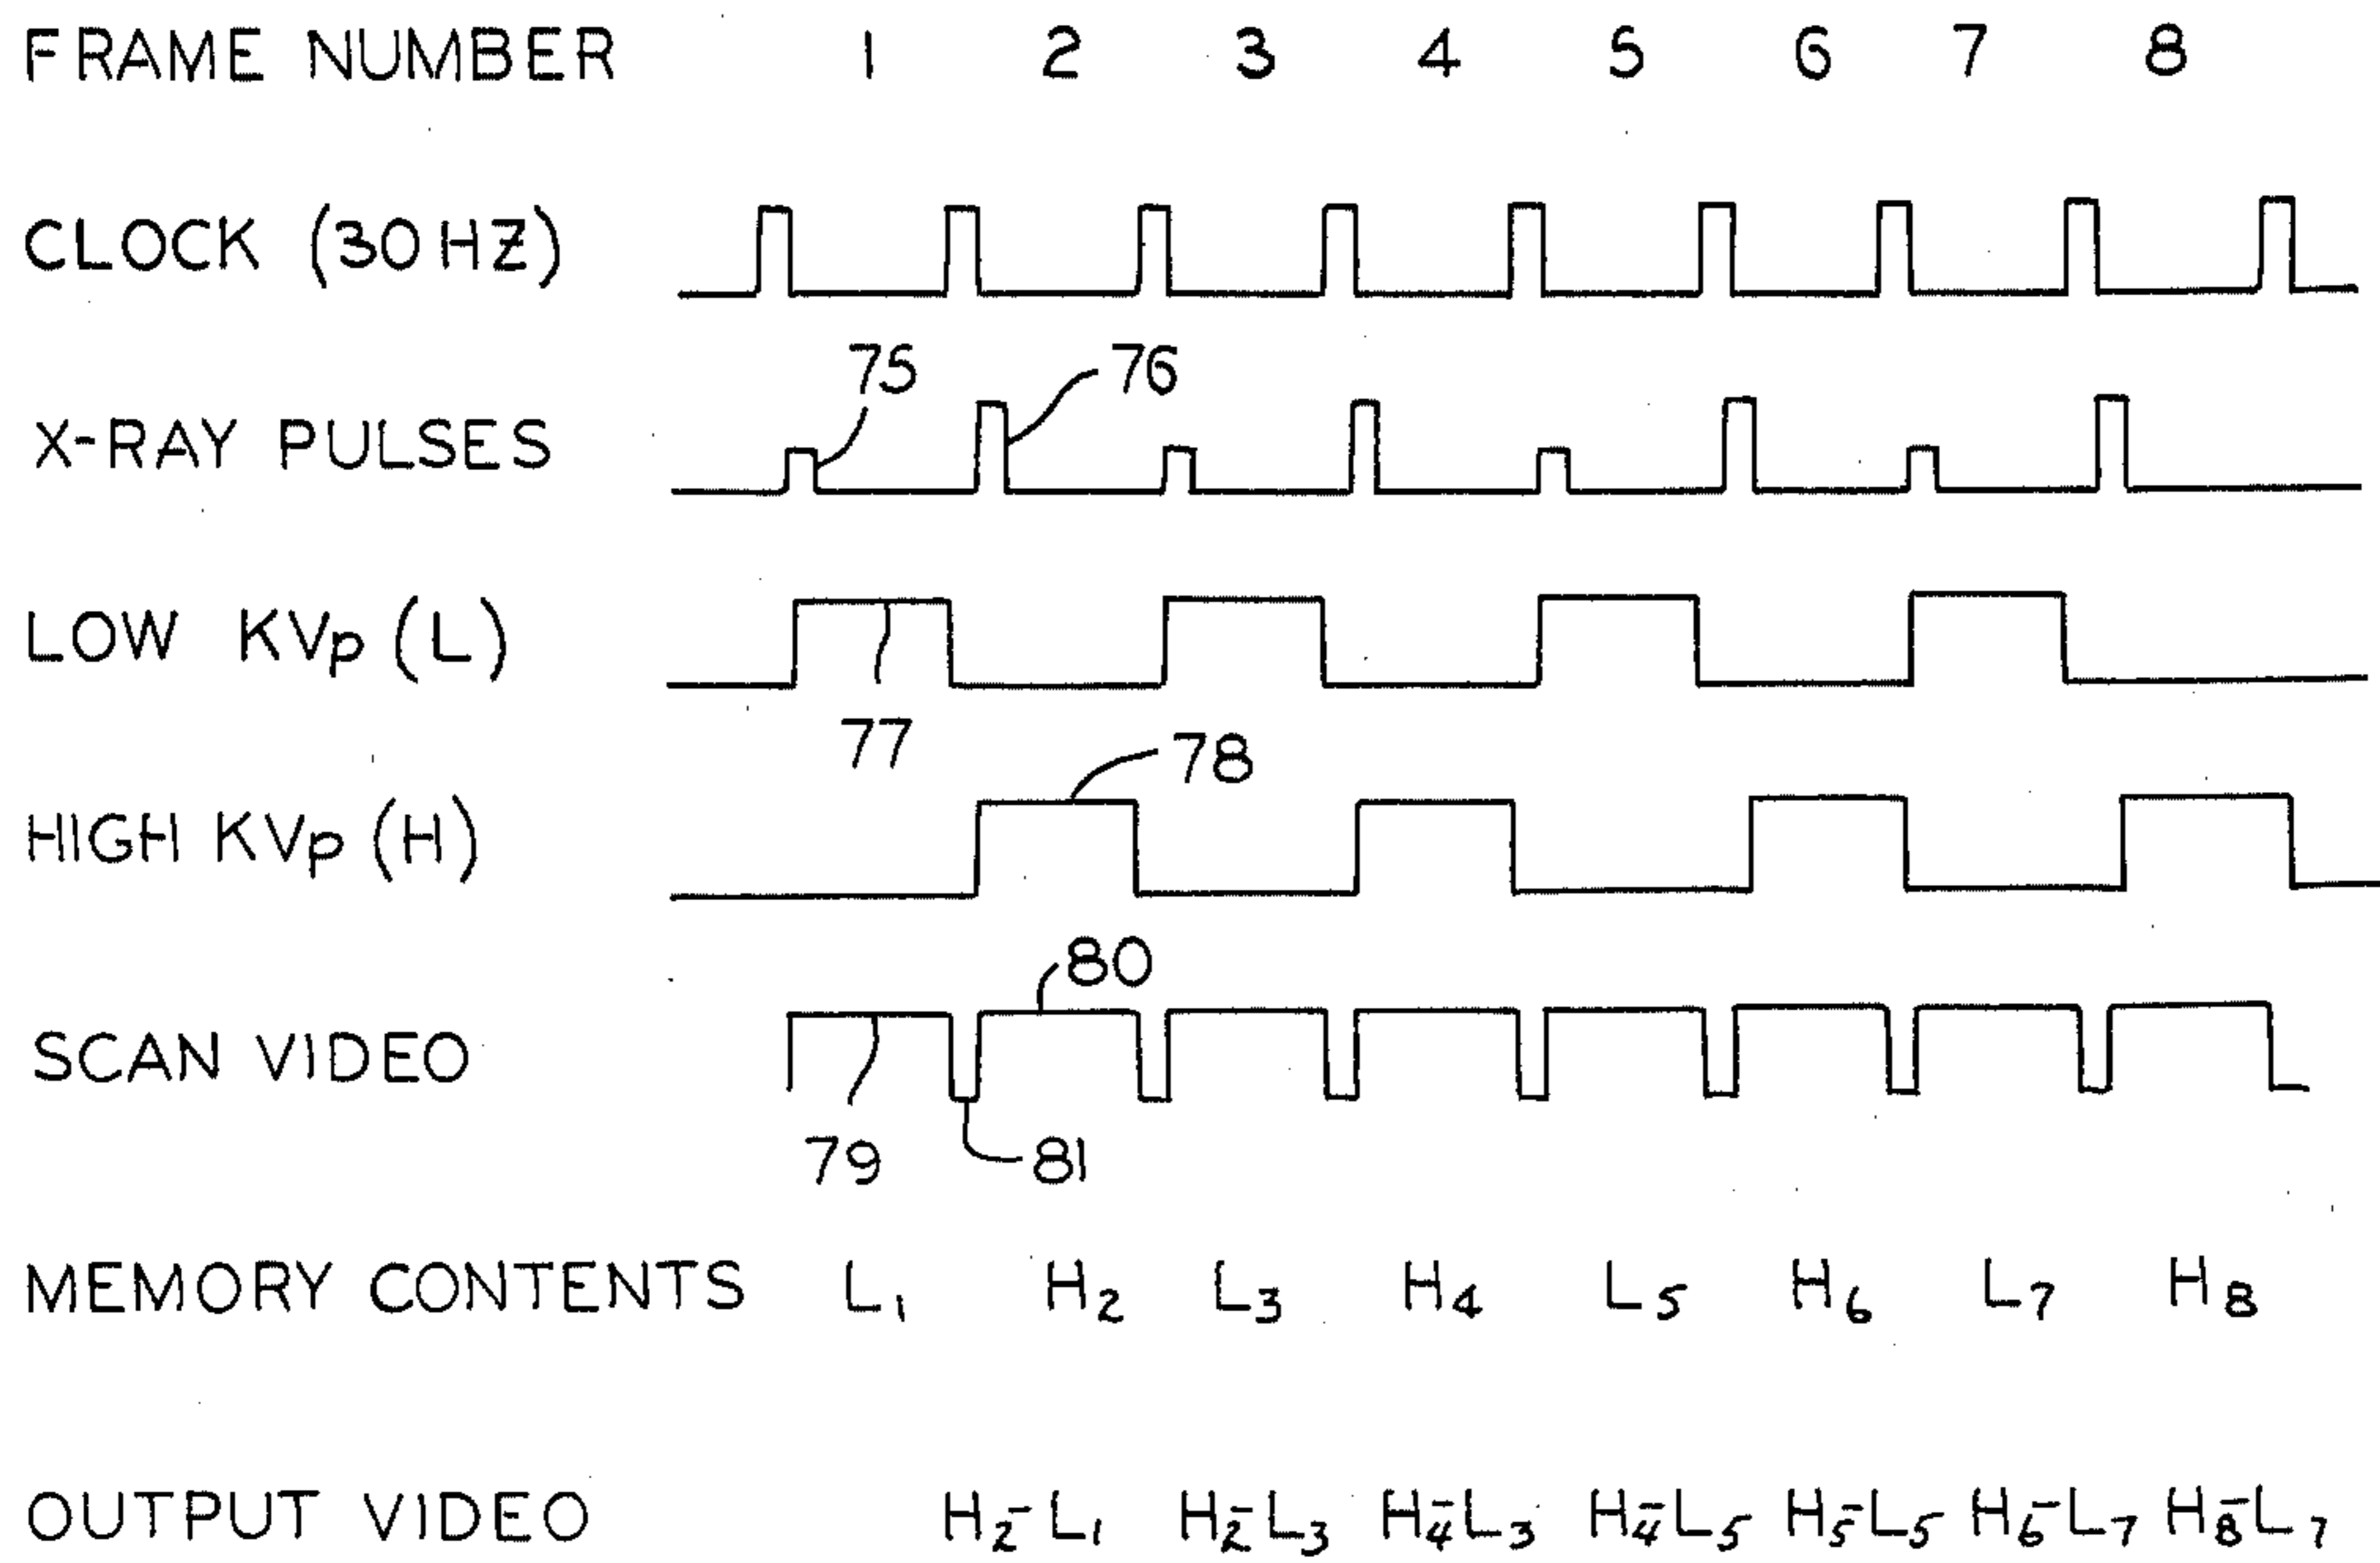 FRAME NUMBER 1 2 3 4 5 6 7 8
CLOCK (30HZ)
75 76
X-RAY PULSES
LOW KVp (L)
77
78
HIGH KVp (H)
80
SCAN VIDEO
79 81
MEMORY CONTENTS L₁ H₂ L₃ H₄ L₅ H₆ L₇ H₈
OUTPUT VIDEO H₂-L₁ H₂-L₃ H₄-L₃ H₄-L₅ H₅-L₅ H₆-L₇ H₈-L₇